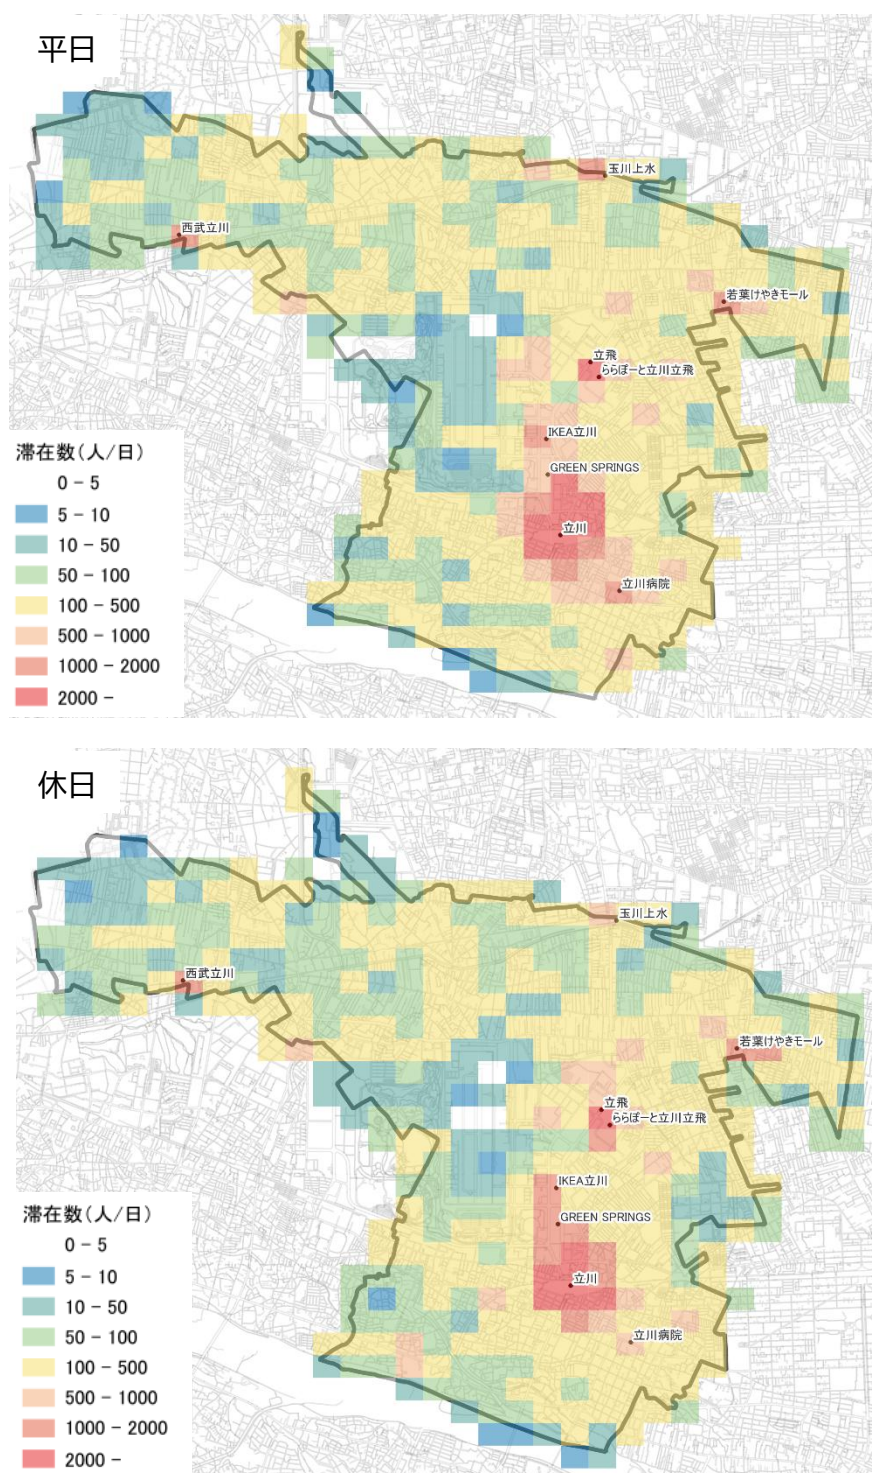 平日
玉川上水
西武立川
若葉けやきモール
立飛
ららぽーと立川立飛
IKEA立川
GREEN SPRINGS
立川
立川病院
滞在数(人/日)
0 - 5
5 - 10
10 - 50
50 - 100
100 - 500
500 - 1000
1000 - 2000
2000 -
休日
玉川上水
西武立川
若葉けやきモール
立飛
ららぽーと立川立飛
IKEA立川
GREEN SPRINGS
立川
立川病院
滞在数(人/日)
0 - 5
5 - 10
10 - 50
50 - 100
100 - 500
500 - 1000
1000 - 2000
2000 -